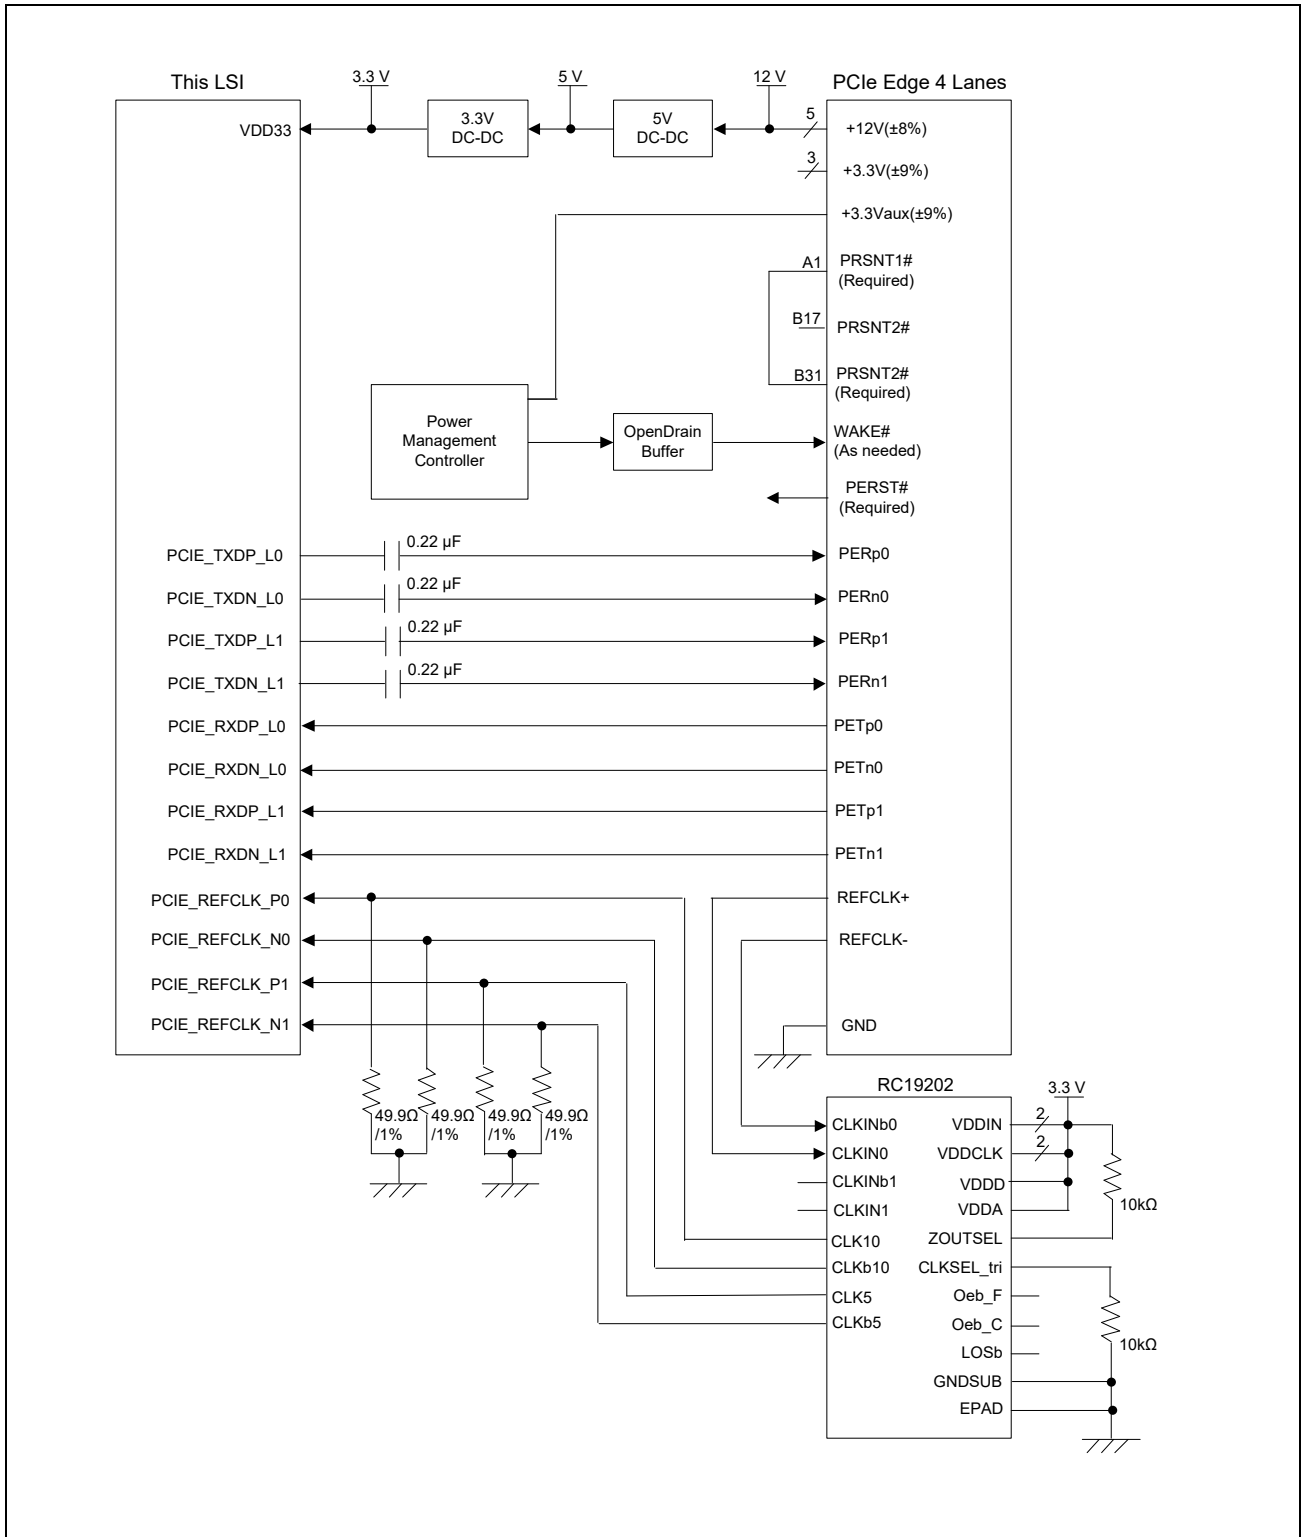 This LSI
3.3 V
5 V
12 V
PCIe Edge 4 Lanes
VDD33
3.3V
DC-DC
5V
DC-DC
5
+12V(±8%)
3
+3.3V(±9%)
+3.3Vaux(±9%)
A1
PRSNT1#
(Required)
B17
PRSNT2#
B31
PRSNT2#
(Required)
Power
Management
Controller
OpenDrain
Buffer
WAKE#
(As needed)
PERST#
(Required)
PCIE_TXDP_L0
0.22 µF
PERp0
PCIE_TXDN_L0
0.22 µF
PERn0
PCIE_TXDP_L1
0.22 µF
PERp1
PCIE_TXDN_L1
0.22 µF
PERn1
PCIE_RXDP_L0
PETp0
PCIE_RXDN_L0
PETn0
PCIE_RXDP_L1
PETp1
PCIE_RXDN_L1
PETn1
PCIE_REFCLK_P0
REFCLK+
PCIE_REFCLK_N0
REFCLK-
PCIE_REFCLK_P1
PCIE_REFCLK_N1
GND
49.9Ω
/1%
49.9Ω
/1%
49.9Ω
/1%
49.9Ω
/1%
RC19202
3.3 V
CLKINb0
VDDIN
2
CLKIN0
VDDCLK
2
CLKINb1
VDDD
CLKIN1
VDDA
10kΩ
CLK10
ZOUTSEL
CLKb10
CLKSEL_tri
CLK5
Oeb_F
CLKb5
Oeb_C
10kΩ
LOSb
GNDSUB
EPAD